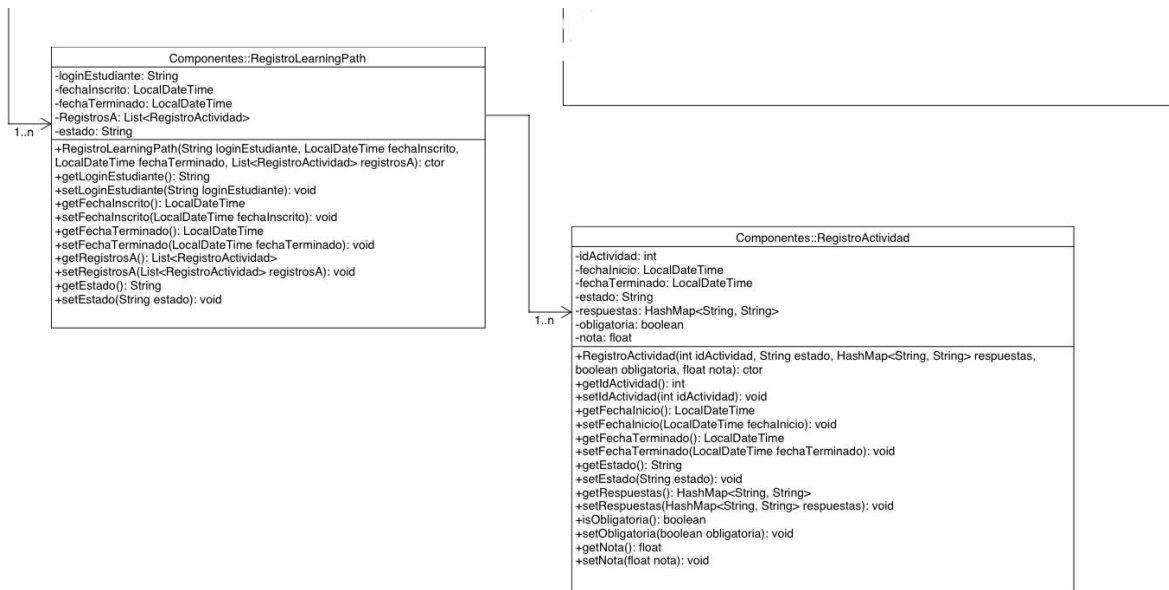 Componentes::RegistroLearningPath
-loginEstudiante: String
-fechaInscrito: LocalDateTime
-fechaTerminado: LocalDateTime
-RegistrosA: List<RegistroActividad>
-estado: String
1..n
+RegistroLearningPath(String loginEstudiante, LocalDateTime fechaInscrito,
LocalDateTime fechaTerminado, List<RegistroActividad> registrosA): ctor
+getLoginEstudiante(): String
+setLoginEstudiante(String loginEstudiante): void
+getFechaInscrito(): LocalDateTime
+setFechaInscrito(LocalDateTime fechaInscrito): void
+getFechaTerminado(): LocalDateTime
+setFechaTerminado(LocalDateTime fechaTerminado): void
+getRegistrosA(): List<RegistroActividad>
+setRegistrosA(List<RegistroActividad> registrosA): void
+getEstado(): String
+setEstado(String estado): void
Componentes::RegistroActividad
-idActividad: int
-fechaInicio: LocalDateTime
-fechaTerminado: LocalDateTime
-estado: String
-respuestas: HashMap<String, String>
-obligatoria: boolean
-nota: float
1..n
+RegistroActividad(int idActividad, String estado, HashMap<String, String> respuestas,
boolean obligatoria, float nota): ctor
+getIdActividad(): int
+setIdActividad(int idActividad): void
+getFechaInicio(): LocalDateTime
+setFechaInicio(LocalDateTime fechaInicio): void
+getFechaTerminado(): LocalDateTime
+setFechaTerminado(LocalDateTime fechaTerminado): void
+getEstado(): String
+setEstado(String estado): void
+getRespuestas(): HashMap<String, String>
+setRespuestas(HashMap<String, String> respuestas): void
+isObligatoria(): boolean
+setObligatoria(boolean obligatoria): void
+getNota(): float
+setNota(float nota): void